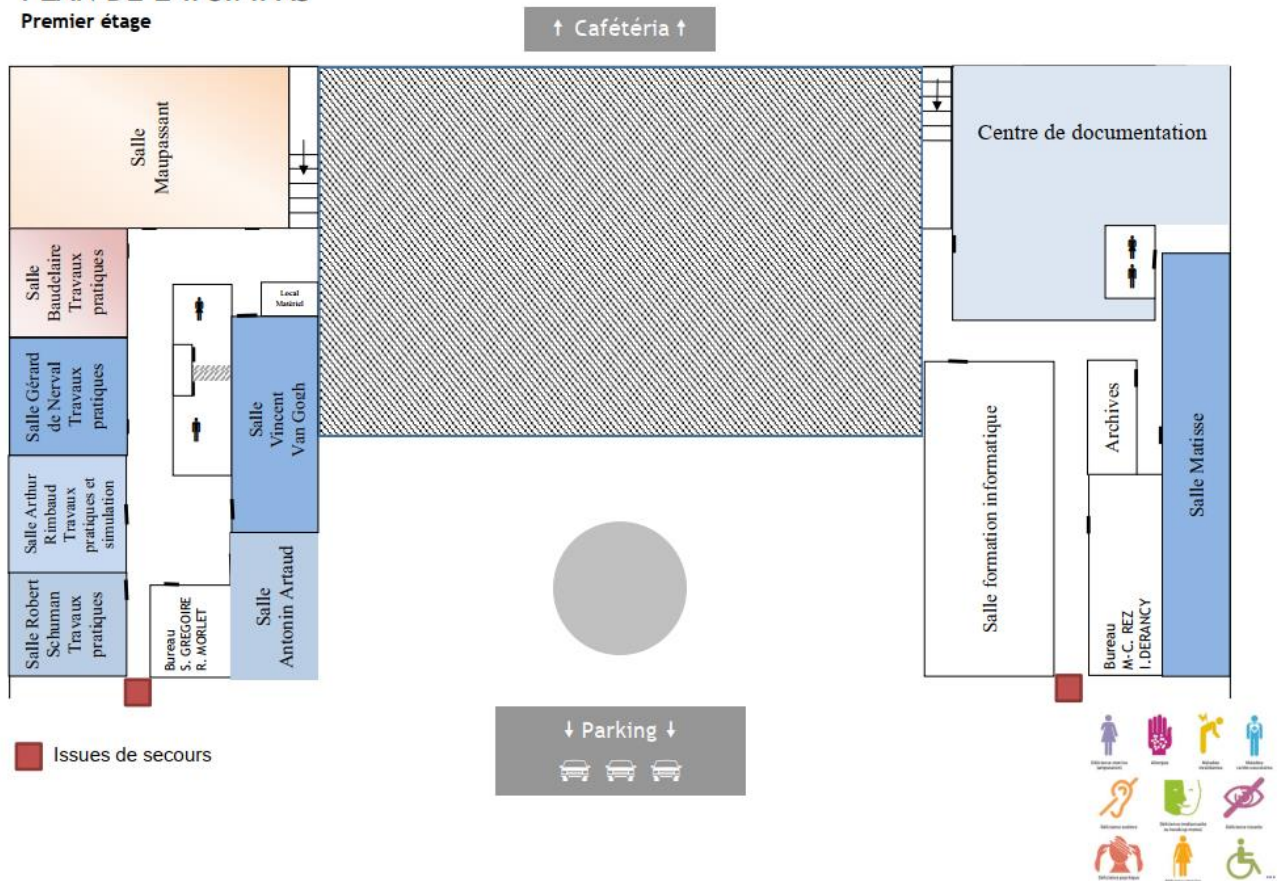 Premier étage
↑ Cafétéria ↑
Salle
Maupassant
Centre de documentation
Salle
Baudelaire
Travaux
pratiques
Local
Matériel
Salle Gérard
de Nerval
Travaux
pratiques
Salle
Vincent
Van Gogh
Salle Arthur
Rimbaud
Travaux
pratiques et
simulation
Salle Robert
Schuman
Travaux
pratiques
Bureau
S. GREGOIRE
R. MORLET
Salle
Antonin Artaud
Salle formation informatique
Archives
Bureau
M-C. REZ
I.DERANCY
Salle Matisse
↓ Parking ↓
Issues de secours
Allergies
...